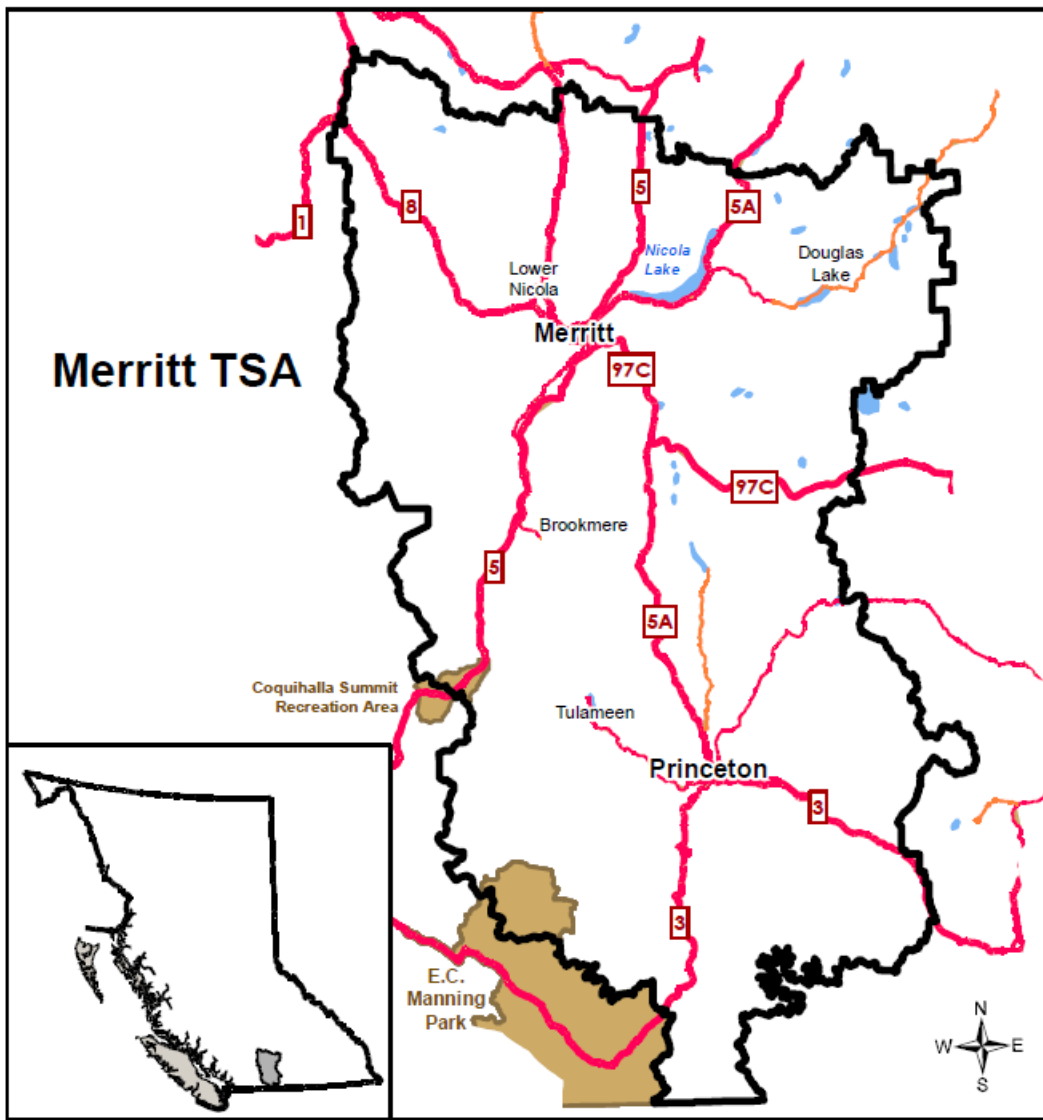 1
8
5
5A
Nicola
Lake
Douglas
Lake
Lower
Nicola
Merritt
97C
Merritt TSA
97C
Brookmere
5
5A
Coquihalla Summit
Recreation Area
Tulameen
Princeton
3
3
E.C.
Manning
Park
N
W
E
S